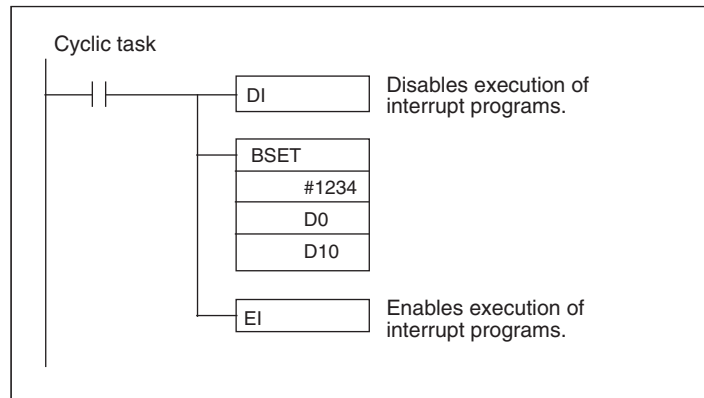 Cyclic task
DI
Disables execution of
interrupt programs.
BSET
#1234
D0
D10
EI
Enables execution of
interrupt programs.